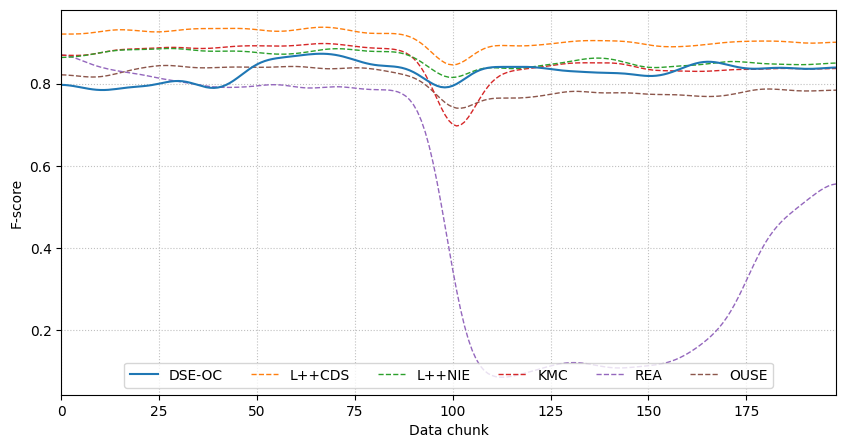 F-score
0.8
0.6
0.4
0.2
DSE-OC L++CDS L++NIE KMC REA OUSE
0 25 50 75 100 125 150 175
Data chunk